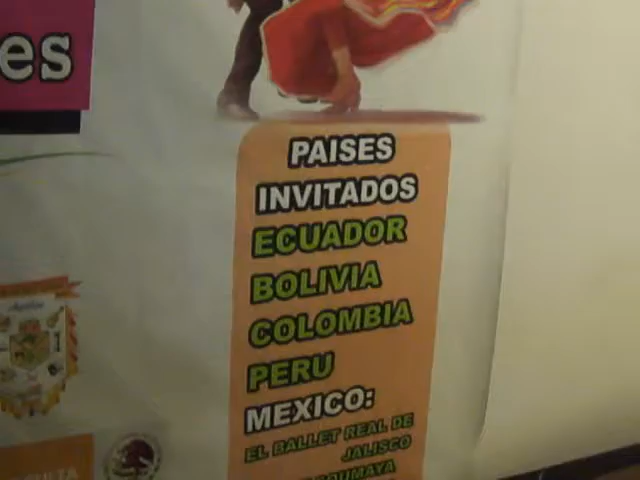 es
PAISES
INVITADOS
ECUADOR
BOLIVIA
COLOMBIA
PERU
MEXICO:
EL BALLET REAL DE
JALISCO